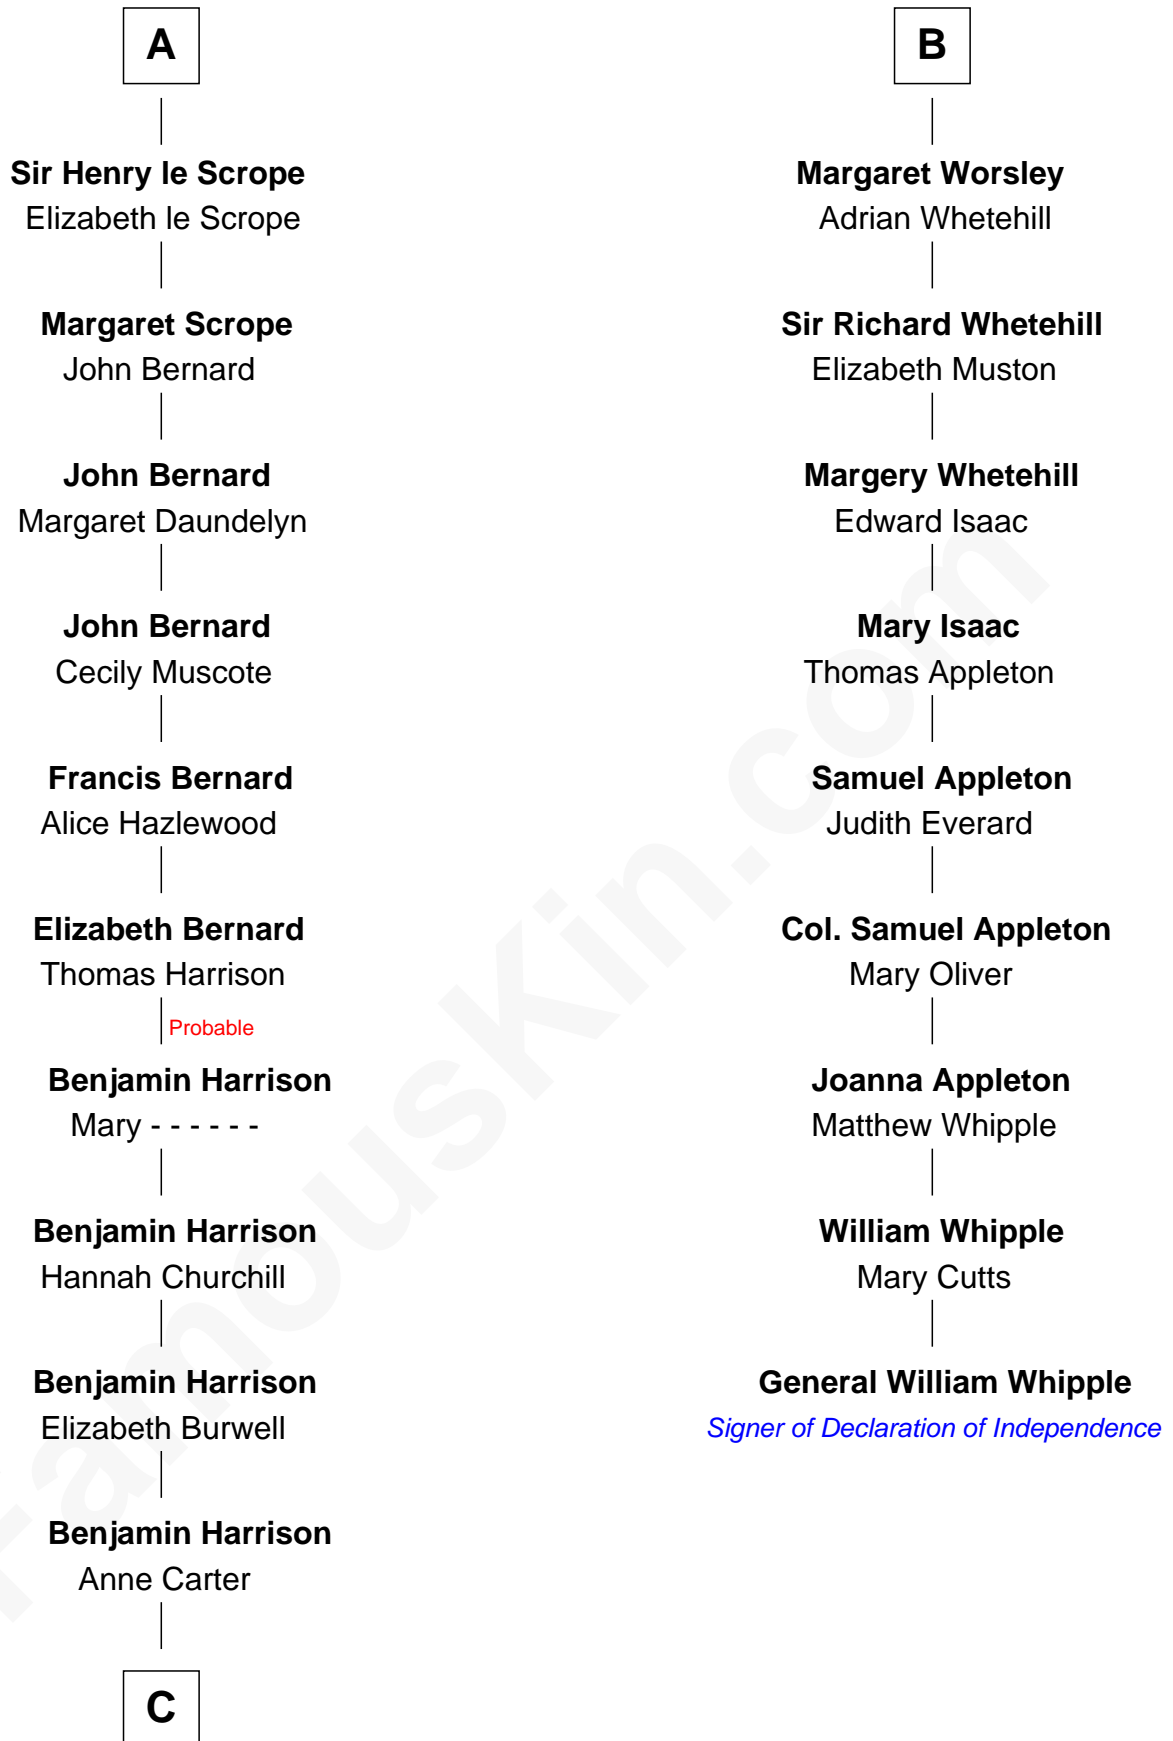 A
Sir Henry le Scrope
Elizabeth le Scrope
Margaret Scrope
John Bernard
John Bernard
Margaret Daundelyn
John Bernard
Cecily Muscote
Francis Bernard
Alice Hazlewood
Elizabeth Bernard
Thomas Harrison
Probable
Benjamin Harrison
Mary - - - - - -
Benjamin Harrison
Hannah Churchill
Benjamin Harrison
Elizabeth Burwell
Benjamin Harrison
Anne Carter
C
B
Margaret Worsley
Adrian Whetehill
Sir Richard Whetehill
Elizabeth Muston
Margery Whetehill
Edward Isaac
Mary Isaac
Thomas Appleton
Samuel Appleton
Judith Everard
Col. Samuel Appleton
Mary Oliver
Joanna Appleton
Matthew Whipple
William Whipple
Mary Cutts
General William Whipple
Signer of Declaration of Independence
FamousKin.com